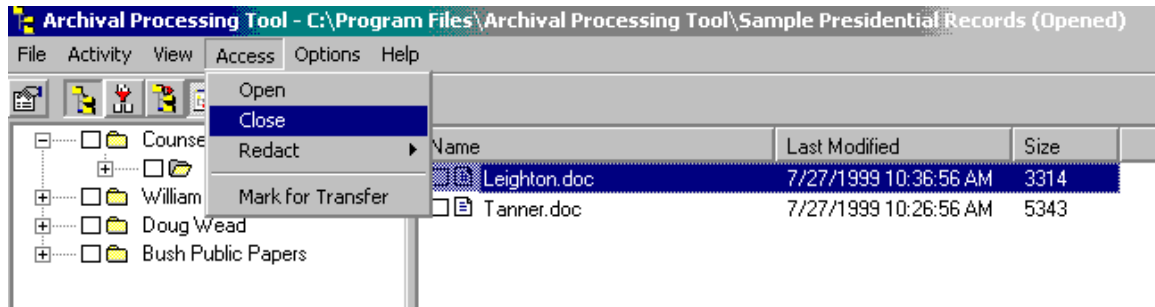 Archival Processing Tool - C:\Program Files\Archival Processing Tool\Sample Presidential Records (Opened)
File Activity View Access Options Help
Open
Close
Redact
Mark for Transfer
Counse
William
Doug Wead
Bush Public Papers
Name Last Modified Size
Leighton.doc 7/27/1999 10:36:56 AM 3314
Tanner.doc 7/27/1999 10:26:56 AM 5343